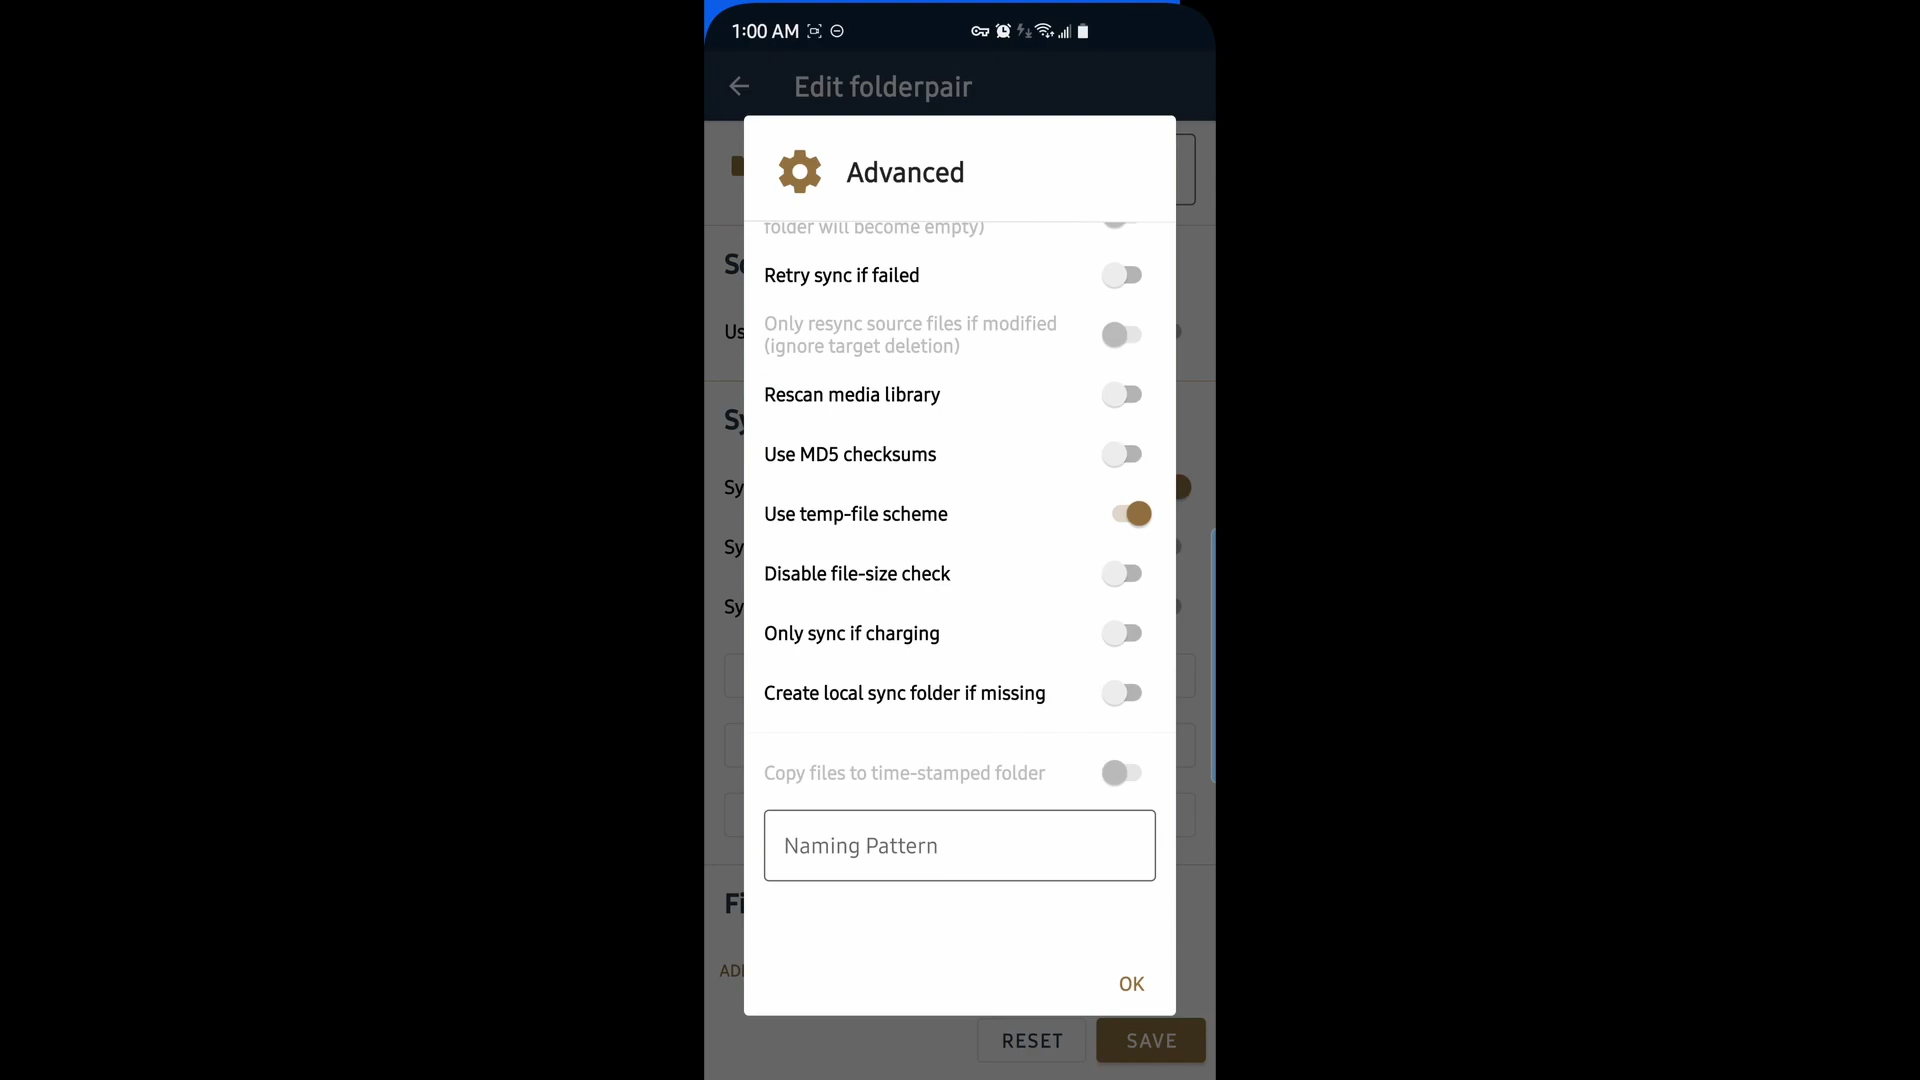 1:00 AM
Edit folderpair
Advanced
folder will become empty)
Retry sync if failed
Only resync source files if modified
(ignore target deletion)
Rescan media library
Use MD5 checksums
Use temp-file scheme
Disable file-size check
Only sync if charging
Create local sync folder if missing
Copy files to time-stamped folder
Naming Pattern
OK
RESET
SAVE